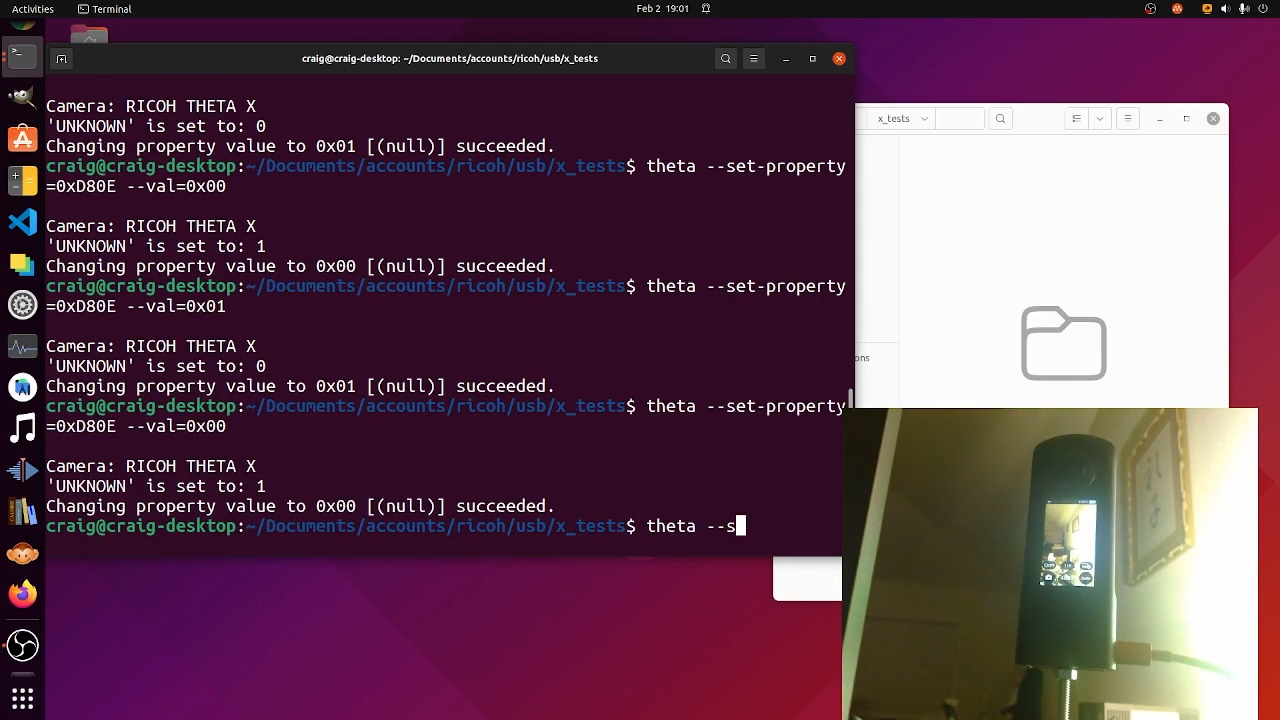 Activities
Terminal
Feb 2 19:01
craig@craig-desktop: ~/Documents/accounts/ricoh/usb/x_tests
x_tests
Camera: RICOH THETA X
'UNKNOWN' is set to: 0
Changing property value to 0x01 [(null)] succeeded.
craig@craig-desktop:~/Documents/accounts/ricoh/usb/x_tests$ theta --set-property
=0xD80E --val=0x00
Camera: RICOH THETA X
'UNKNOWN' is set to: 1
Changing property value to 0x00 [(null)] succeeded.
craig@craig-desktop:~/Documents/accounts/ricoh/usb/x_tests$ theta --set-property
=0xD80E --val=0x01
Camera: RICOH THETA X
'UNKNOWN' is set to: 0
Changing property value to 0x01 [(null)] succeeded.
craig@craig-desktop:~/Documents/accounts/ricoh/usb/x_tests$ theta --set-property
=0xD80E --val=0x00
Camera: RICOH THETA X
'UNKNOWN' is set to: 1
Changing property value to 0x00 [(null)] succeeded.
craig@craig-desktop:~/Documents/accounts/ricoh/usb/x_tests$ theta --s
ons